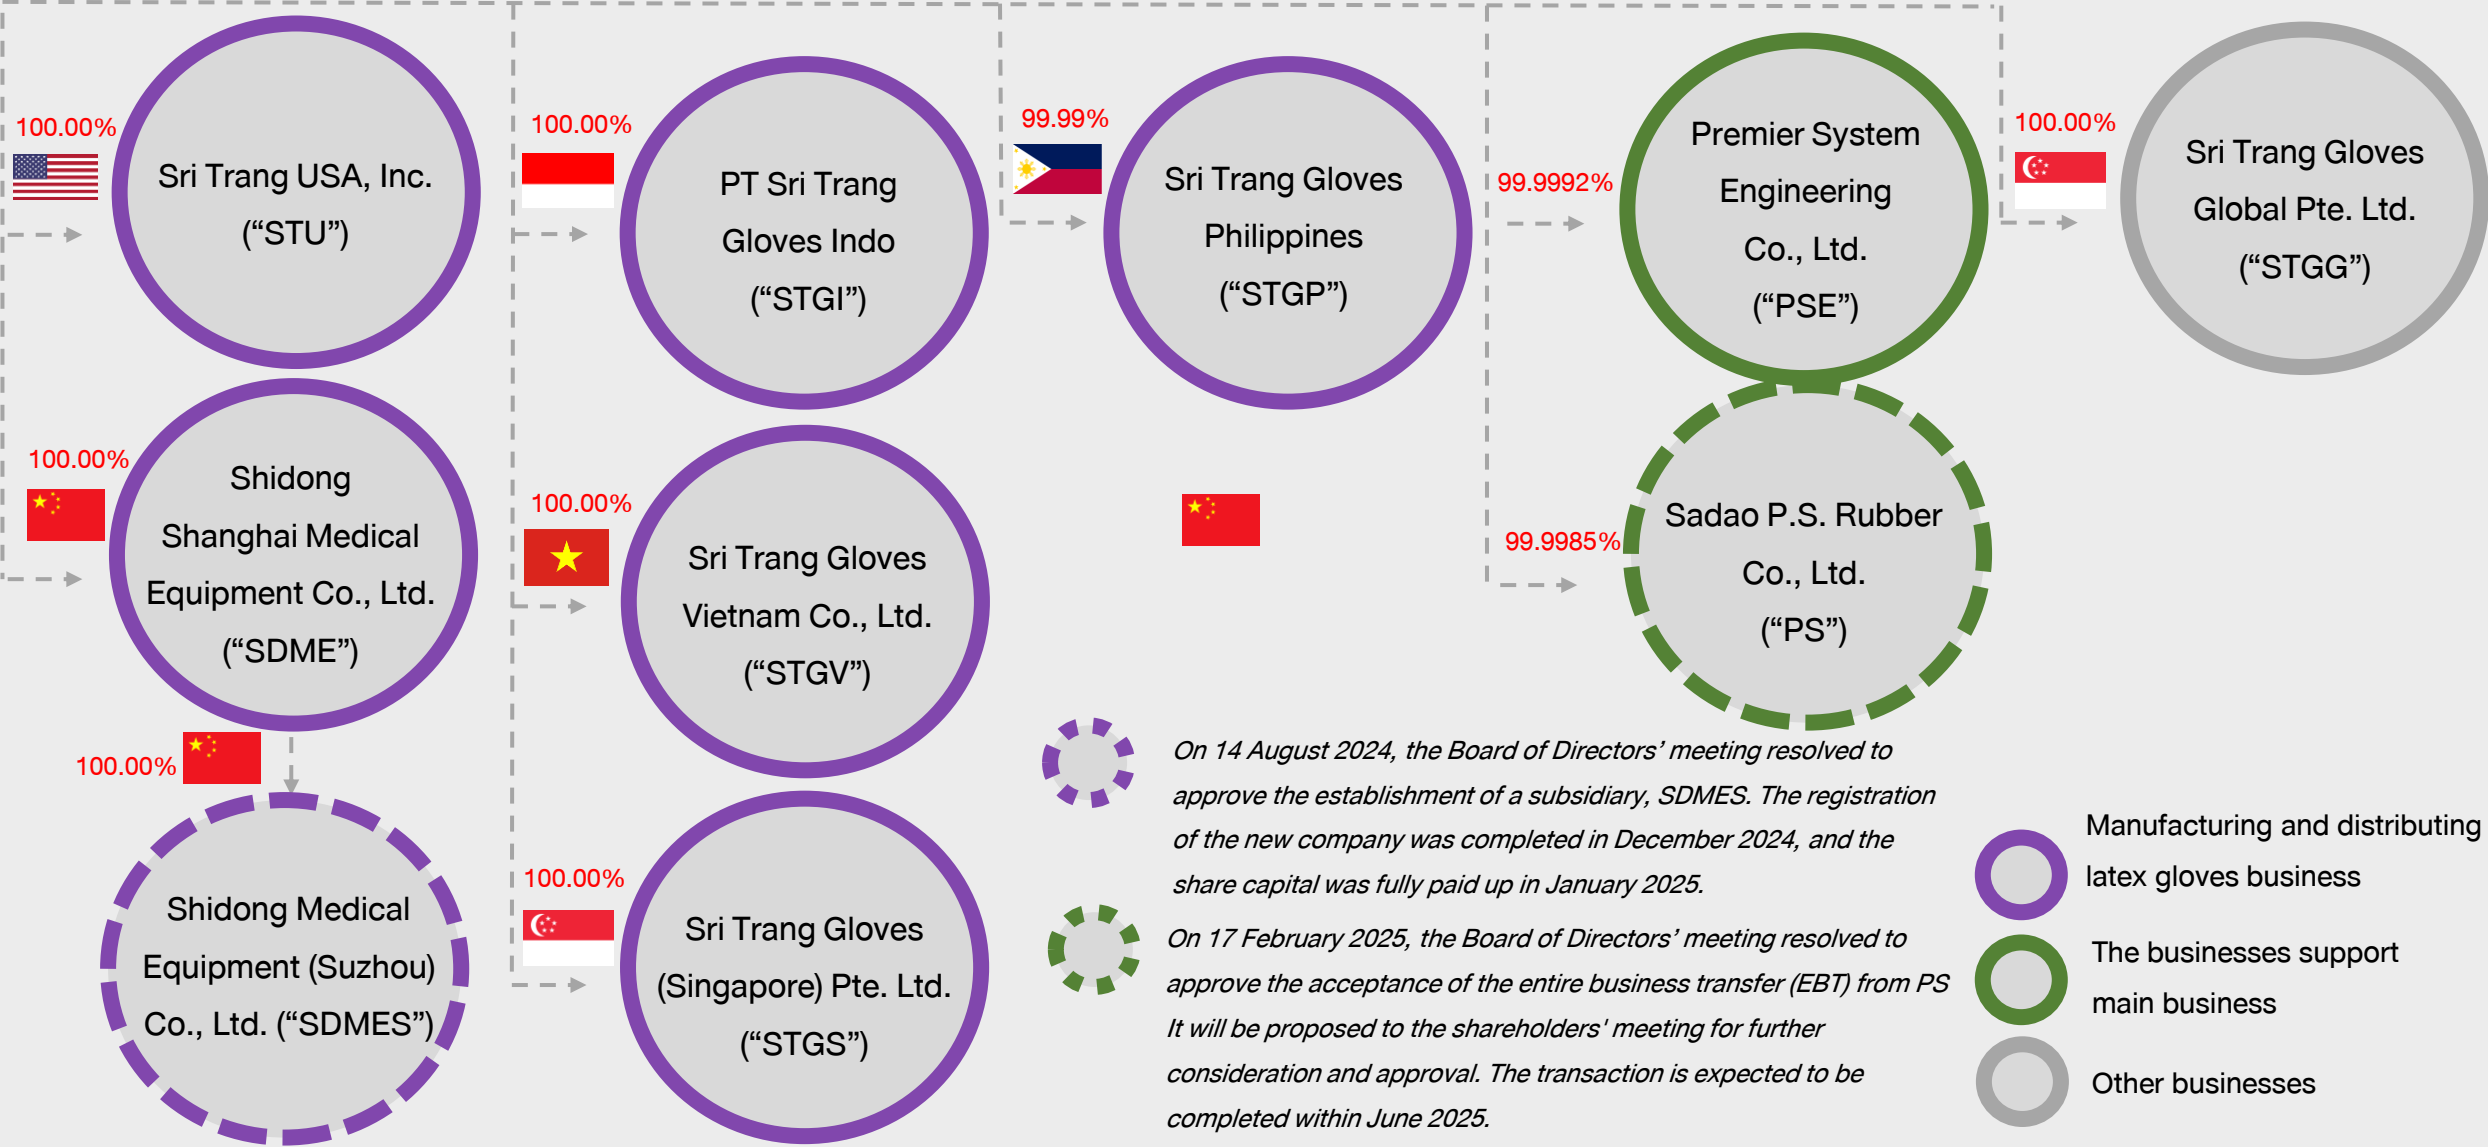 100.00%
Sri Trang USA, Inc.
(“STU”)
100.00%
Shidong
Shanghai Medical
Equipment Co., Ltd.
(“SDME”)
100.00%
Shidong Medical
Equipment (Suzhou)
Co., Ltd. (“SDMES”)
100.00%
PT Sri Trang
Gloves Indo
(“STGI”)
100.00%
Sri Trang Gloves
Vietnam Co., Ltd.
(“STGV”)
100.00%
Sri Trang Gloves
(Singapore) Pte. Ltd.
(“STGS”)
99.99%
Sri Trang Gloves
Philippines
(“STGP”)
99.9992%
Premier System
Engineering
Co., Ltd.
(“PSE”)
99.9985%
Sadao P.S. Rubber
Co., Ltd.
(“PS”)
100.00%
Sri Trang Gloves
Global Pte. Ltd.
(“STGG”)
On 14 August 2024, the Board of Directors’ meeting resolved to
approve the establishment of a subsidiary, SDMES. The registration
of the new company was completed in December 2024, and the
share capital was fully paid up in January 2025.
On 17 February 2025, the Board of Directors’ meeting resolved to
approve the acceptance of the entire business transfer (EBT) from PS
It will be proposed to the shareholders' meeting for further
consideration and approval. The transaction is expected to be
completed within June 2025.
Manufacturing and distributing
latex gloves business
The businesses support
main business
Other businesses